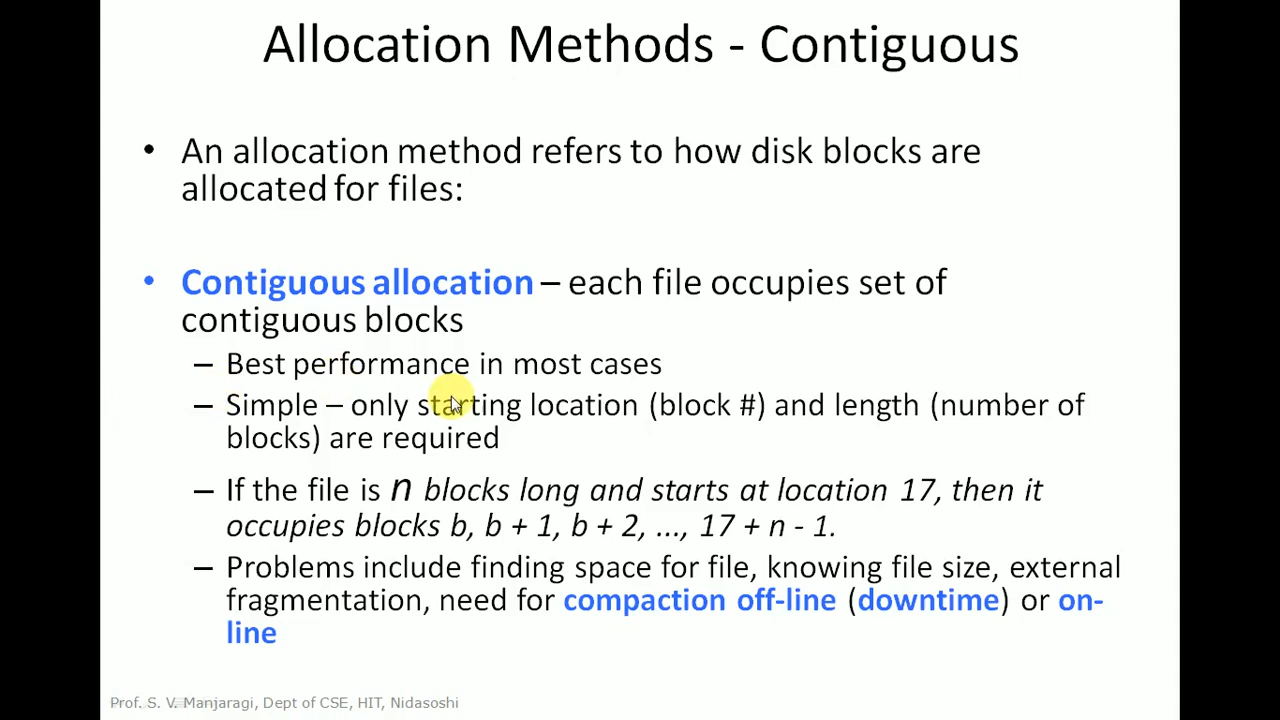 Allocation Methods - Contiguous
• An allocation method refers to how disk blocks are
allocated for files:
• Contiguous allocation – each file occupies set of
contiguous blocks
– Best performance in most cases
– Simple – only starting location (block #) and length (number of
blocks) are required
– If the file is n blocks long and starts at location 17, then it
occupies blocks b, b + 1, b + 2, ..., 17 + n - 1.
– Problems include finding space for file, knowing file size, external
fragmentation, need for compaction off-line (downtime) or on-
line
Prof. S. V. Manjaragi, Dept of CSE, HIT, Nidasoshi